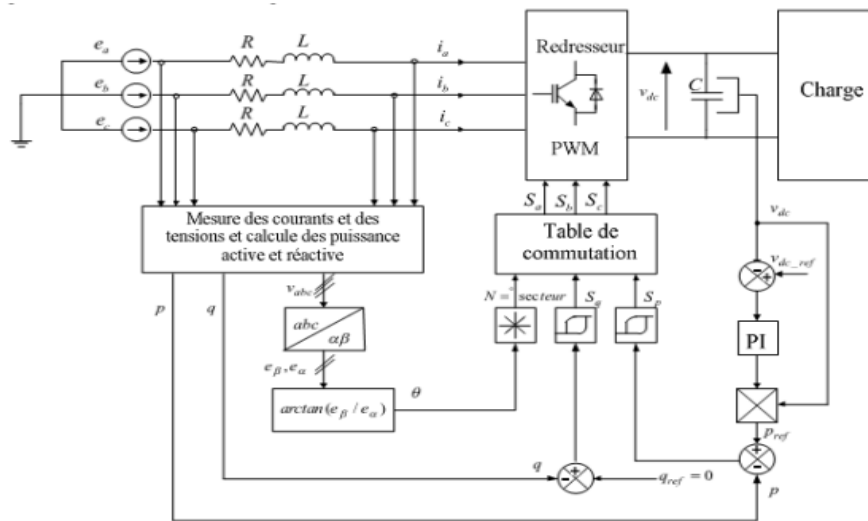 e_a
R
L
i_a
e_b
R
L
i_b
e_c
R
L
i_c
Redresseur
PWM
v_dc
C
Charge
S_a
S_b
S_c
Mesure des courants et des
tensions et calcule des puissance
active et réactive
Table de
commutation
v_dc
v_dc_ref
-
+
p
q
v_abc
N=° secteur
S_q
S_p
abc
αβ
PI
e_β,e_α
θ
arctan(e_β / e_α)
p_ref
+
-
q
+
-
q_ref = 0
p